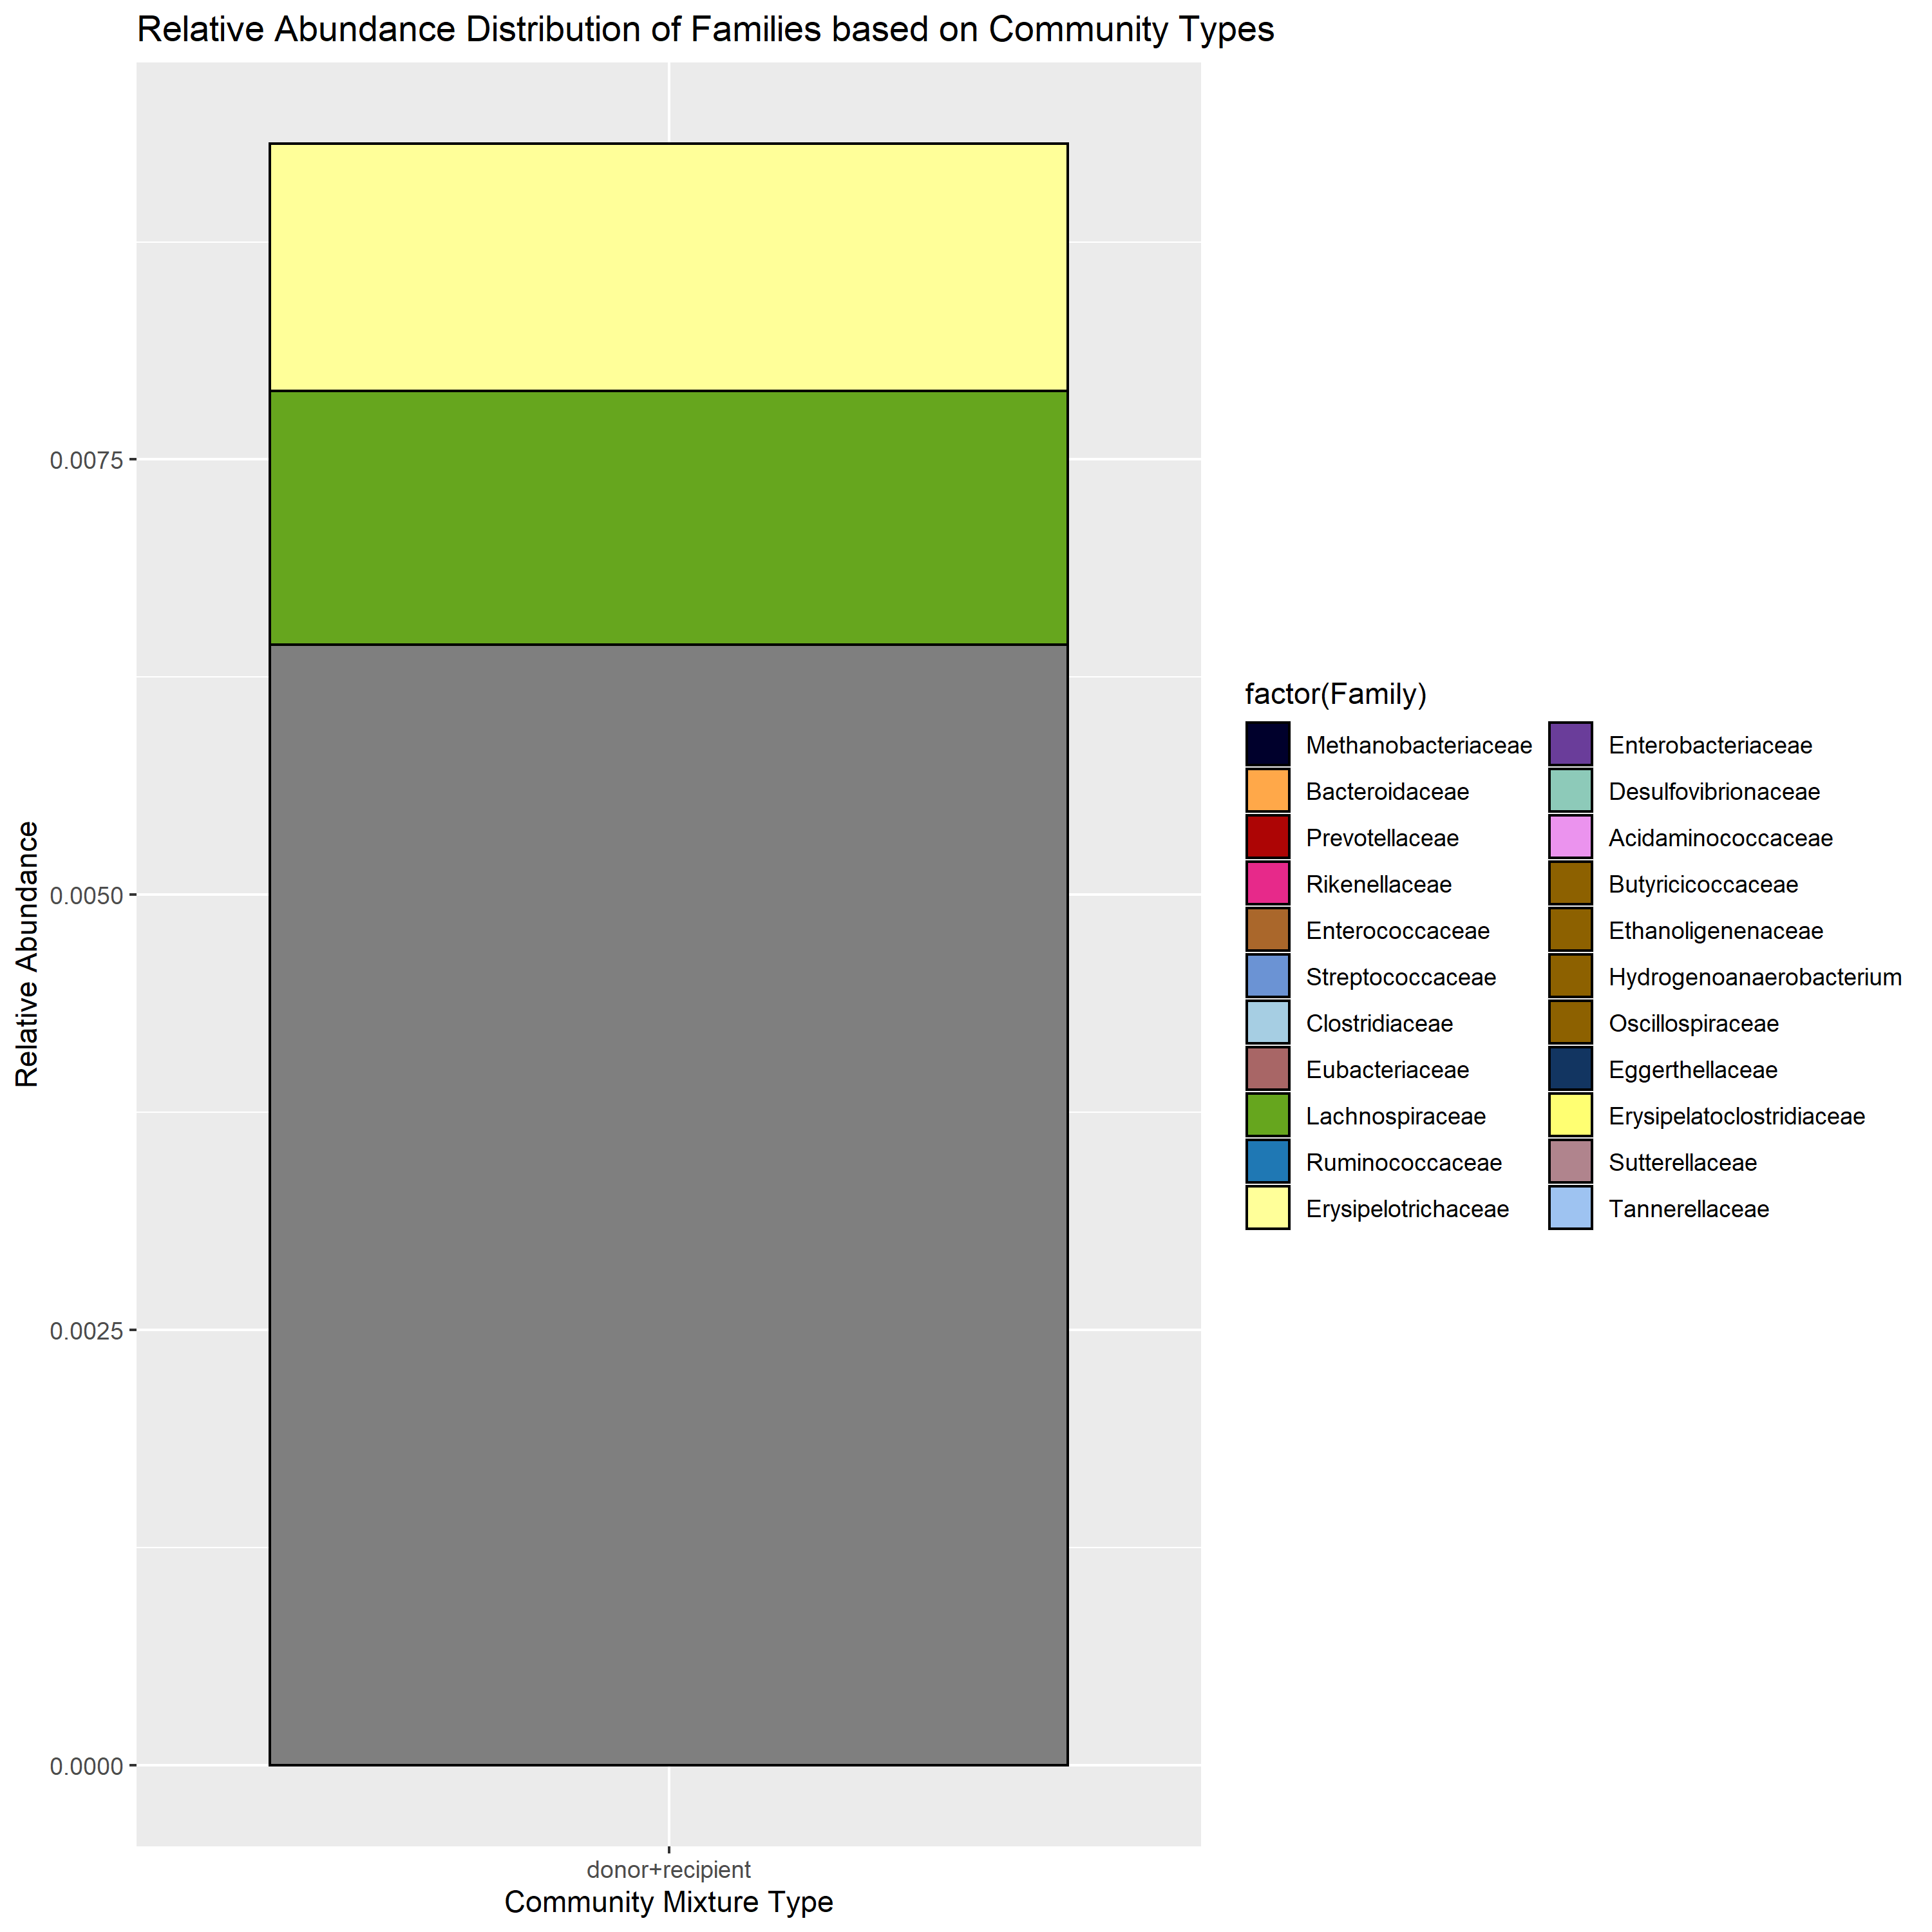 Relative Abundance Distribution of Families based on Community Types
Relative Abundance
0.0075
0.0050
0.0025
0.0000
donor+recipient
Community Mixture Type
factor(Family)
Methanobacteriaceae
Bacteroidaceae
Prevotellaceae
Rikenellaceae
Enterococcaceae
Streptococcaceae
Clostridiaceae
Eubacteriaceae
Lachnospiraceae
Ruminococcaceae
Erysipelotrichaceae
Enterobacteriaceae
Desulfovibrionaceae
Acidaminococcaceae
Butyricicoccaceae
Ethanoligenenaceae
Hydrogenoanaerobacterium
Oscillospiraceae
Eggerthellaceae
Erysipelatoclostridiaceae
Sutterellaceae
Tannerellaceae